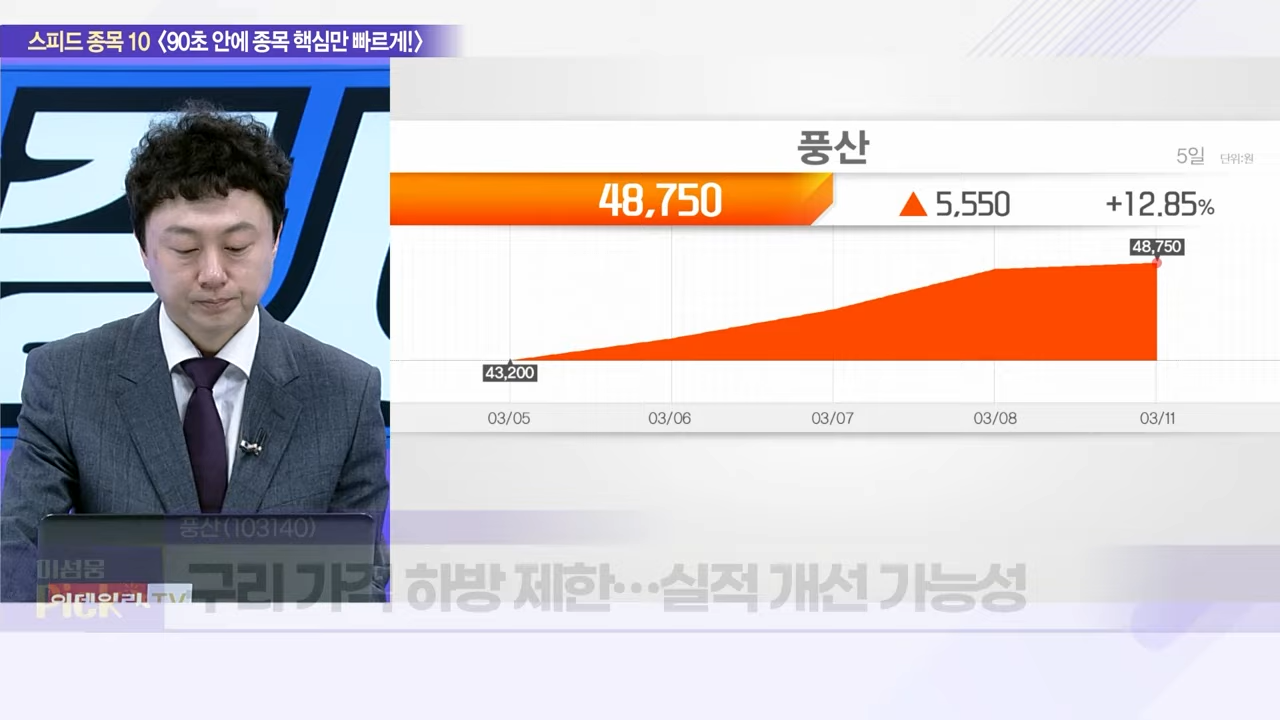 스피드 종목 10 <90초 안에 종목 핵심만 빠르게!>
풍산
5일 단위:원
48,750 ▲ 5,550 +12.85%
48,750
43,200
03/05 03/06 03/07 03/08 03/11
풍산(103140)
PICK
이데일리TV
구리 가격 하방 제한…실적 개선 가능성